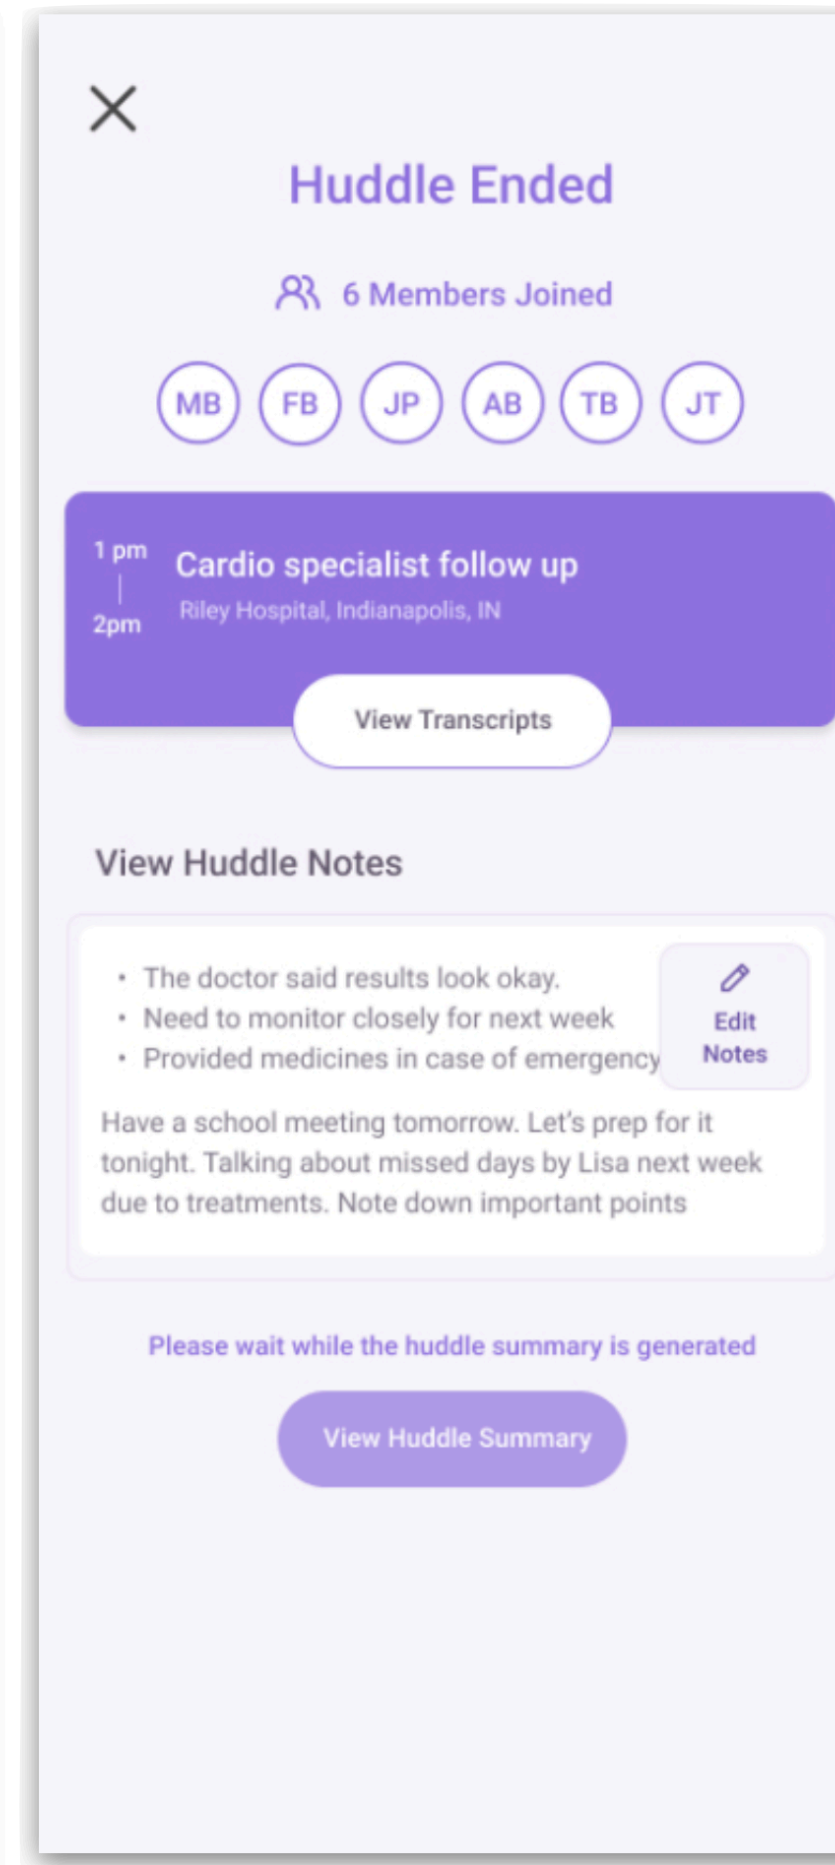 Huddle Ended
6 Members Joined
MB FB JP AB TB JT
1 pm
2pm
Cardio specialist follow up
Riley Hospital, Indianapolis, IN
View Transcripts
View Huddle Notes
• The doctor said results look okay.
• Need to monitor closely for next week
• Provided medicines in case of emergency
Edit
Notes
Have a school meeting tomorrow. Let's prep for it
tonight. Talking about missed days by Lisa next week
due to treatments. Note down important points
Please wait while the huddle summary is generated
View Huddle Summary